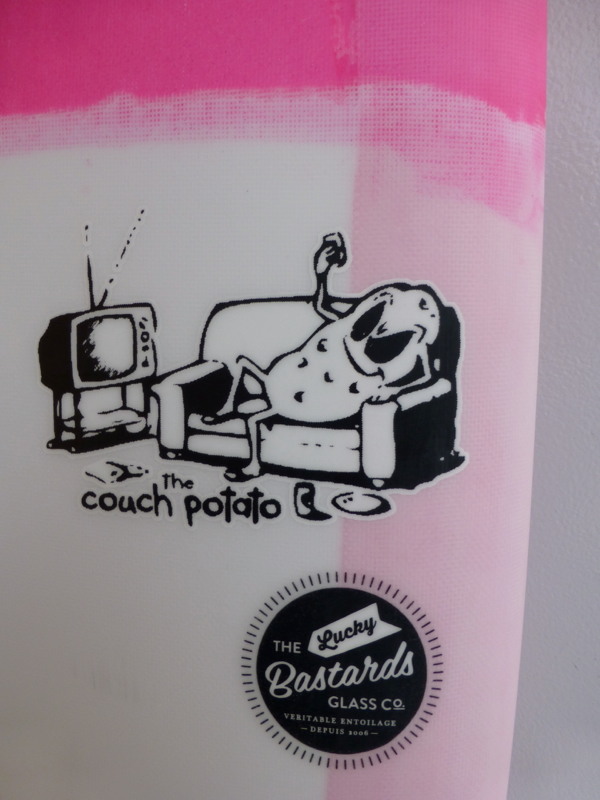 the
couch potato
THE Lucky
Bastards
GLASS Co.
VERITABLE ENTOILAGE
— DEPUIS 2006 —